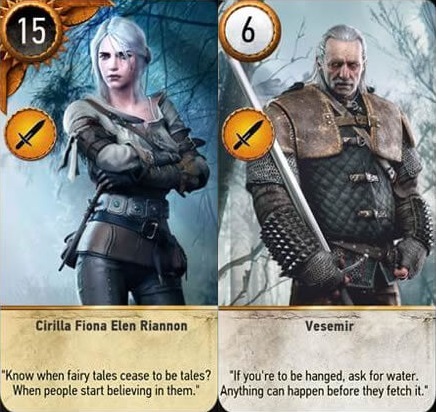 15
6
Cirilla Fiona Elen Riannon
"Know when fairy tales cease to be tales?
When people start believing in them."
Vesemir
"If you're to be hanged, ask for water.
Anything can happen before they fetch it."